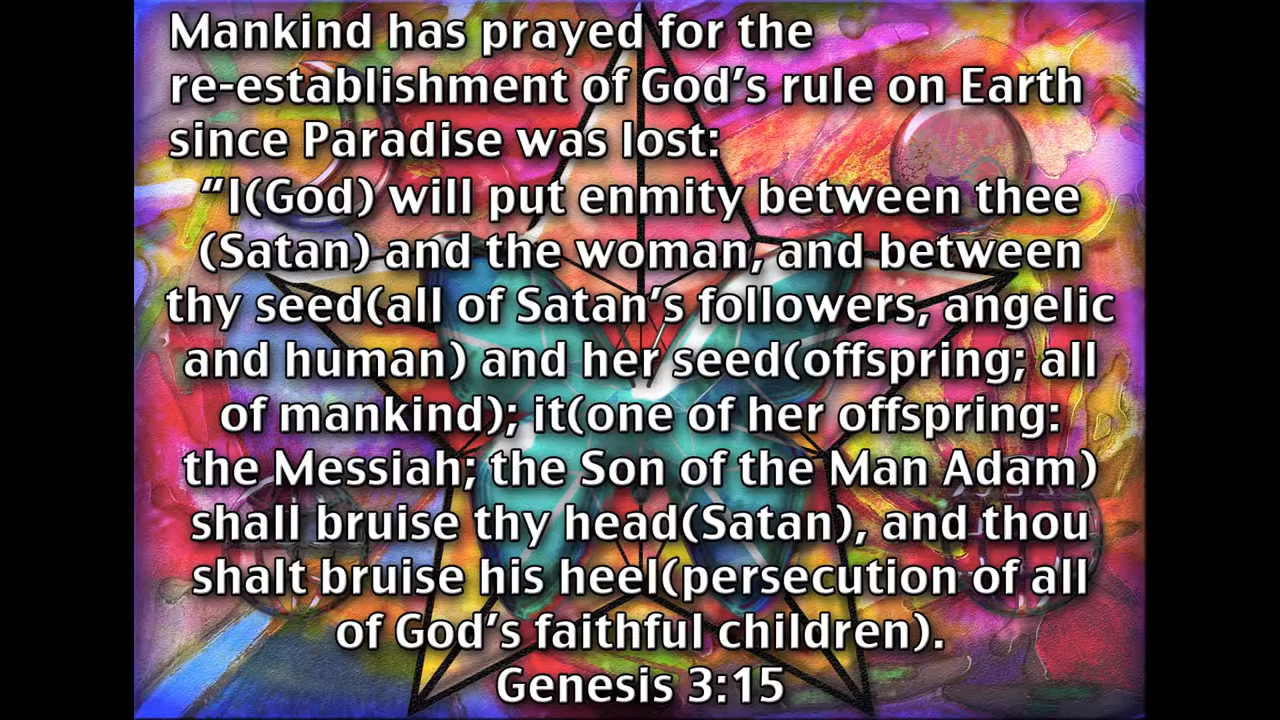 Mankind has prayed for the
re-establishment of God’s rule on Earth
since Paradise was lost:
“I(God) will put enmity between thee
(Satan) and the woman, and between
thy seed(all of Satan’s followers, angelic
and human) and her seed(offspring; all
of mankind); it(one of her offspring:
the Messiah; the Son of the Man Adam)
shall bruise thy head(Satan), and thou
shalt bruise his heel(persecution of all
of God’s faithful children).
Genesis 3:15